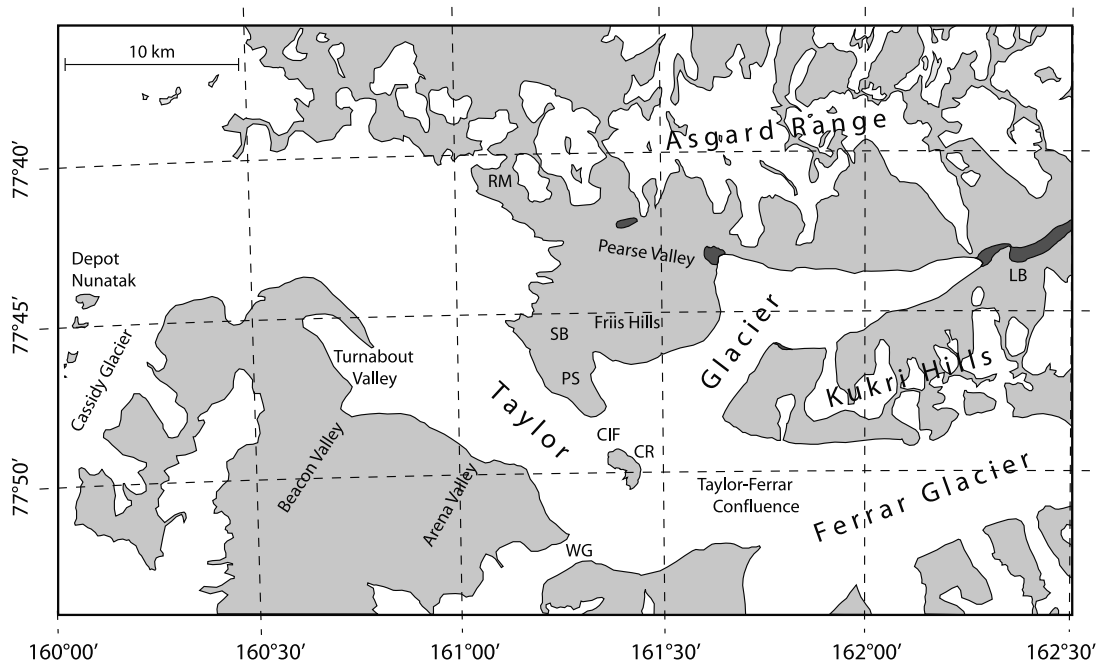 10 km
Asgard Range
77°40′
RM
Pearse Valley
Depot
Nunatak
LB
77°45′
SB
Friis Hills
Glacier
Cassidy Glacier
Turnabout
Valley
PS
Kukri Hills
Taylor
CIF
CR
Beacon Valley
Arena Valley
77°50′
Taylor-Ferrar
Confluence
Ferrar Glacier
WG
160°00′
160°30′
161°00′
161°30′
162°00′
162°30′